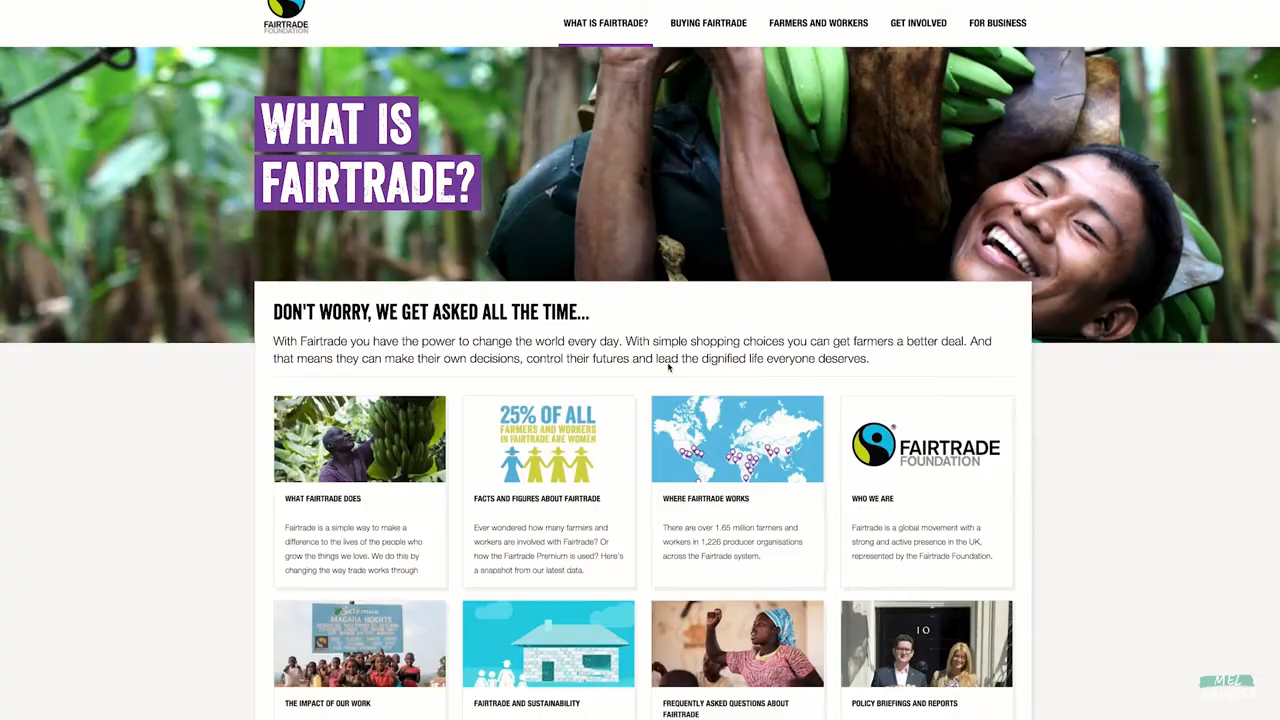 FAIRTRADE
FOUNDATION
WHAT IS FAIRTRADE?
BUYING FAIRTRADE
FARMERS AND WORKERS
GET INVOLVED
FOR BUSINESS
WHAT IS
FAIRTRADE?
DON'T WORRY, WE GET ASKED ALL THE TIME...
With Fairtrade you have the power to change the world every day. With simple shopping choices you can get farmers a better deal. And
that means they can make their own decisions, control their futures and lead the dignified life everyone deserves.
WHAT FAIRTRADE DOES
Fairtrade is a simple way to make a
difference to the lives of the people who
grow the things we love. We do this by
changing the way trade works through
25% OF ALL
FARMERS AND WORKERS
IN FAIRTRADE ARE WOMEN
FACTS AND FIGURES ABOUT FAIRTRADE
Ever wondered how many farmers and
workers are involved with Fairtrade? Or
how the Fairtrade Premium is used? Here's
a snapshot from our latest data.
WHERE FAIRTRADE WORKS
There are over 1.65 million farmers and
workers in 1,226 producer organisations
across the Fairtrade system.
FAIRTRADE
FOUNDATION
WHO WE ARE
Fairtrade is a global movement with a
strong and active presence in the UK,
represented by the Fairtrade Foundation.
MAGARA HEIGHTS
THE IMPACT OF OUR WORK
FAIRTRADE AND SUSTAINABILITY
FREQUENTLY ASKED QUESTIONS ABOUT
FAIRTRADE
10
POLICY BRIEFINGS AND REPORTS
MEL